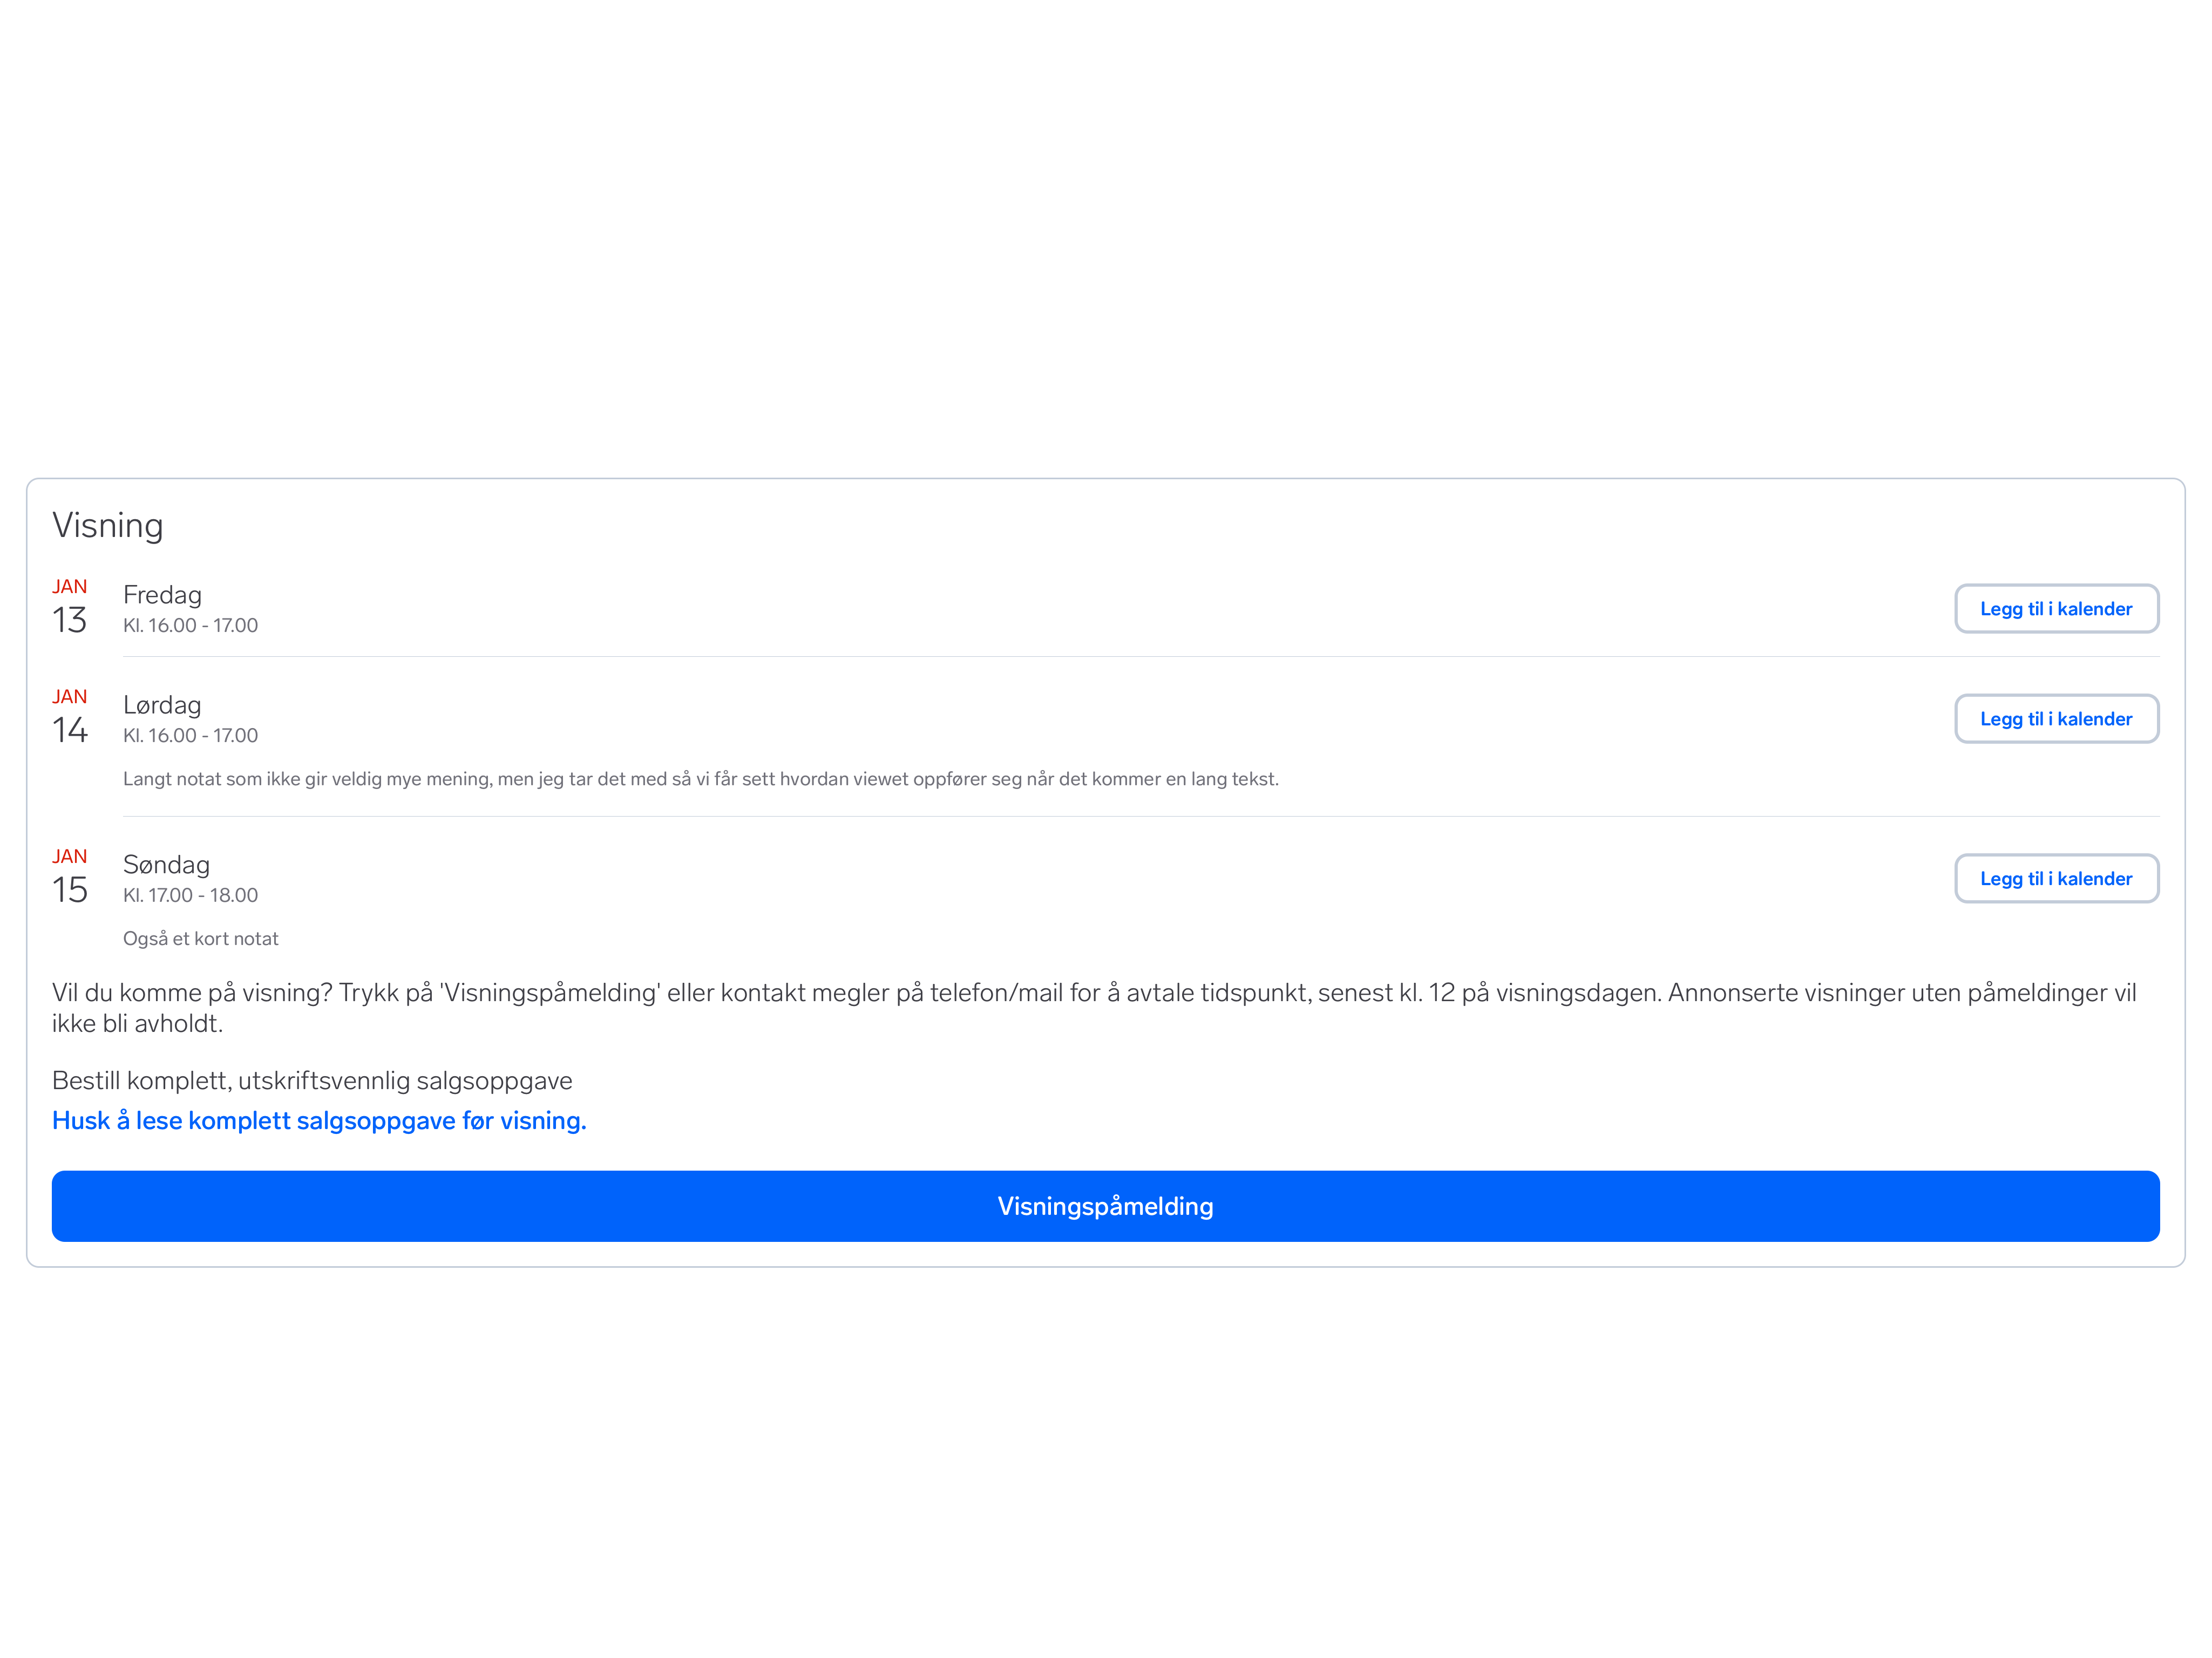 Visning
JAN
13
Fredag
Kl. 16.00 - 17.00
Legg til i kalender
JAN
14
Lørdag
Kl. 16.00 - 17.00
Legg til i kalender
Langt notat som ikke gir veldig mye mening, men jeg tar det med så vi får sett hvordan viewet oppfører seg når det kommer en lang tekst.
JAN
15
Søndag
Kl. 17.00 - 18.00
Legg til i kalender
Også et kort notat
Vil du komme på visning? Trykk på 'Visningspåmelding' eller kontakt megler på telefon/mail for å avtale tidspunkt, senest kl. 12 på visningsdagen. Annonserte visninger uten påmeldinger vil
ikke bli avholdt.
Bestill komplett, utskriftsvennlig salgsoppgave
Husk å lese komplett salgsoppgave før visning.
Visningspåmelding